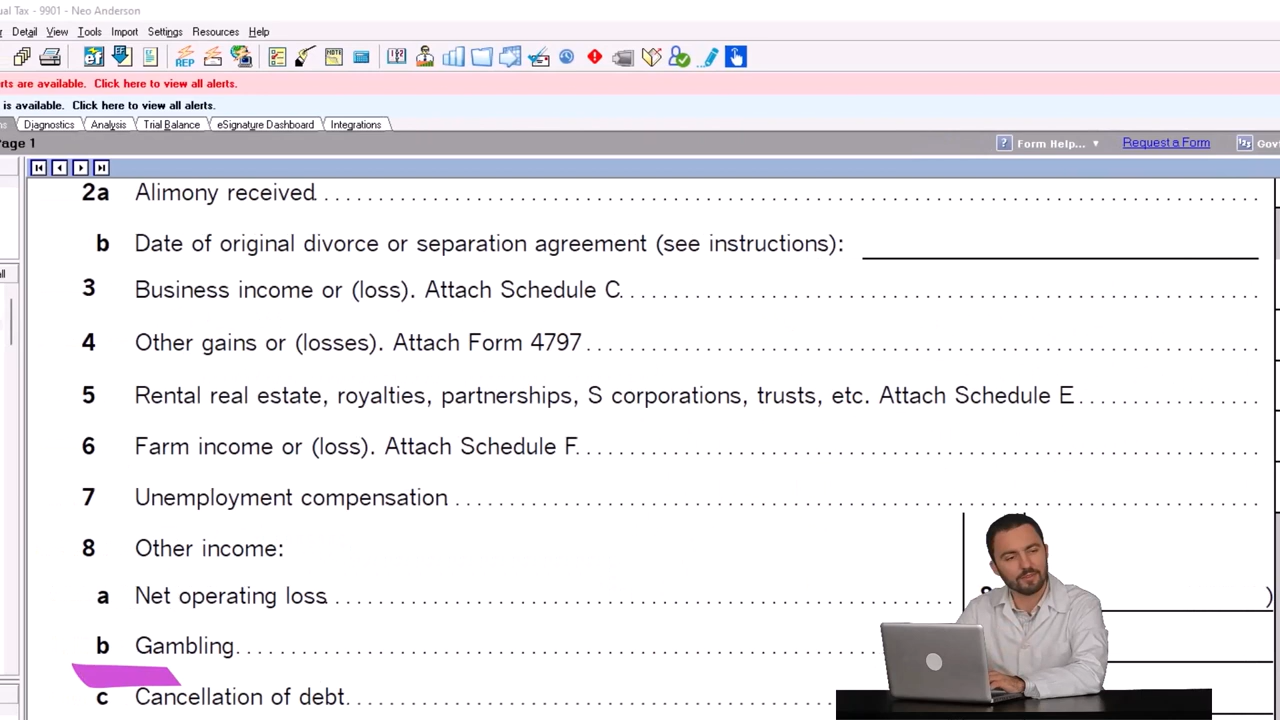 ual Tax - 9901 - Neo Anderson
Detail View Tools Import Settings Resources Help
rts are available. Click here to view all alerts.
is available. Click here to view all alerts.
ns Diagnostics Analysis Trial Balance eSignature Dashboard Integrations
Page 1 ? Form Help... Request a Form Gov
2a Alimony received
b Date of original divorce or separation agreement (see instructions):
3 Business income or (loss). Attach Schedule C
4 Other gains or (losses). Attach Form 4797
5 Rental real estate, royalties, partnerships, S corporations, trusts, etc. Attach Schedule E
all
6 Farm income or (loss). Attach Schedule F
7 Unemployment compensation
8 Other income:
a Net operating loss )
b Gambling
c Cancellation of debt